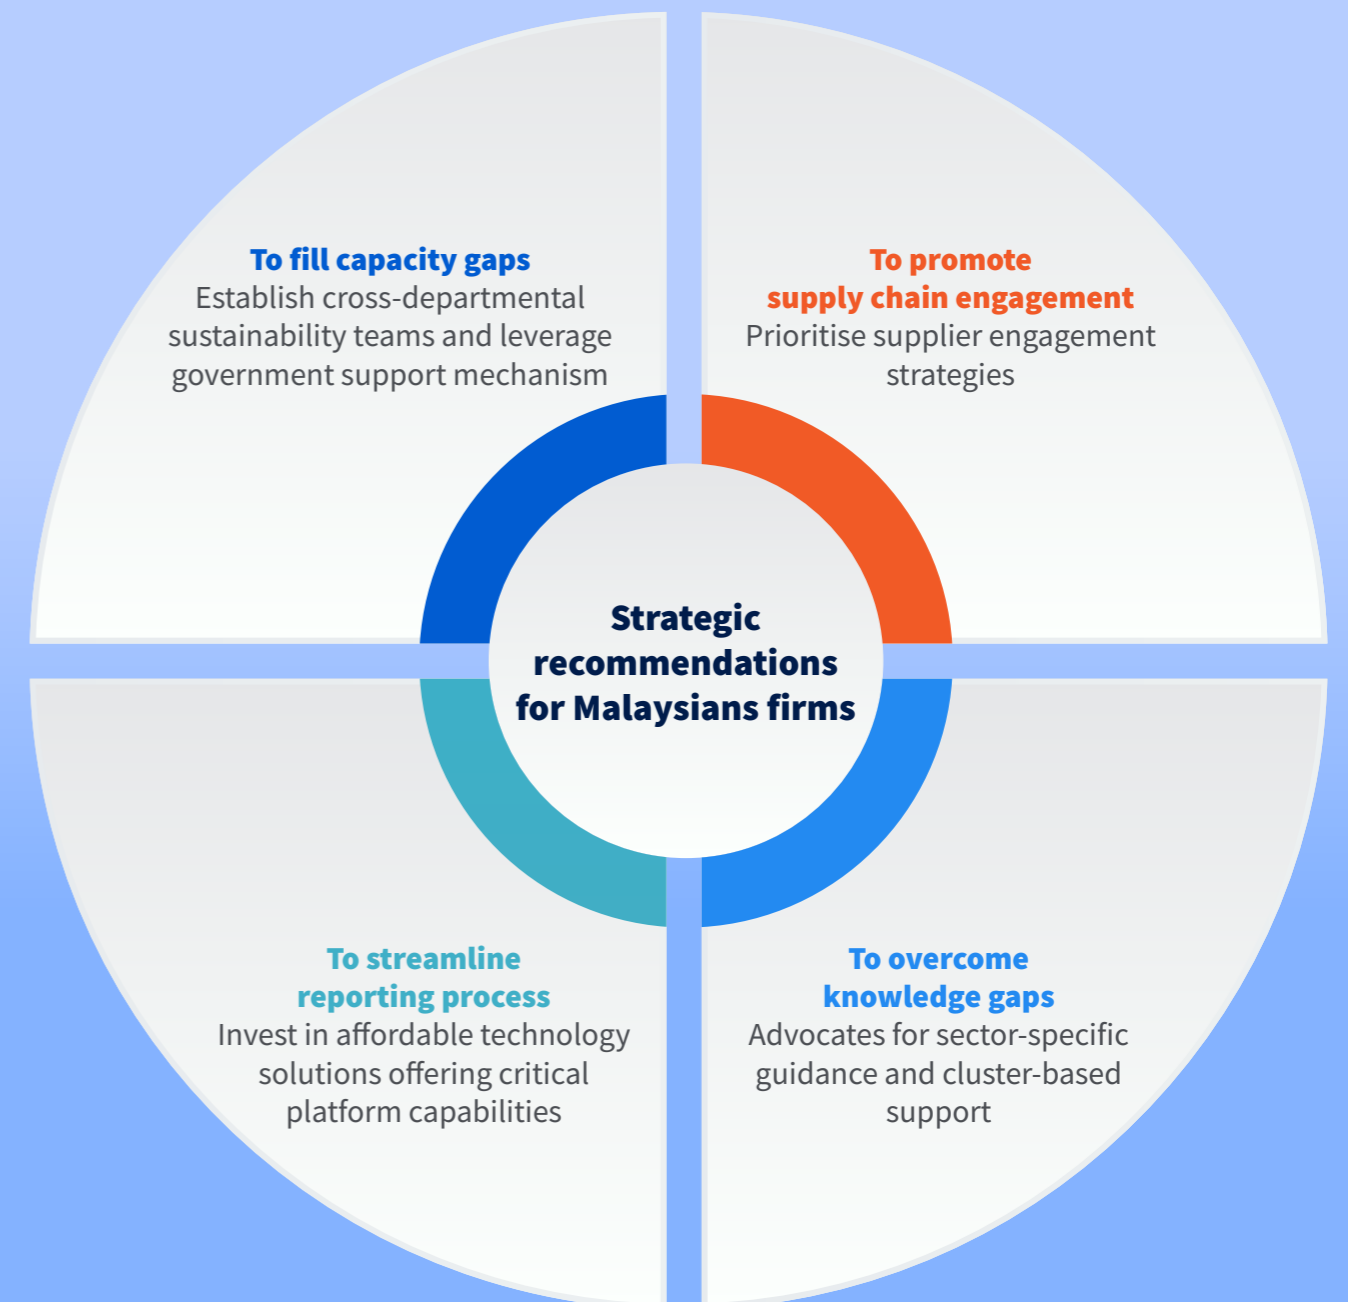 To fill capacity gaps
Establish cross-departmental
sustainability teams and leverage
government support mechanism
To promote
supply chain engagement
Prioritise supplier engagement
strategies
Strategic
recommendations
for Malaysians firms
To streamline
reporting process
Invest in affordable technology
solutions offering critical
platform capabilities
To overcome
knowledge gaps
Advocates for sector-specific
guidance and cluster-based
support